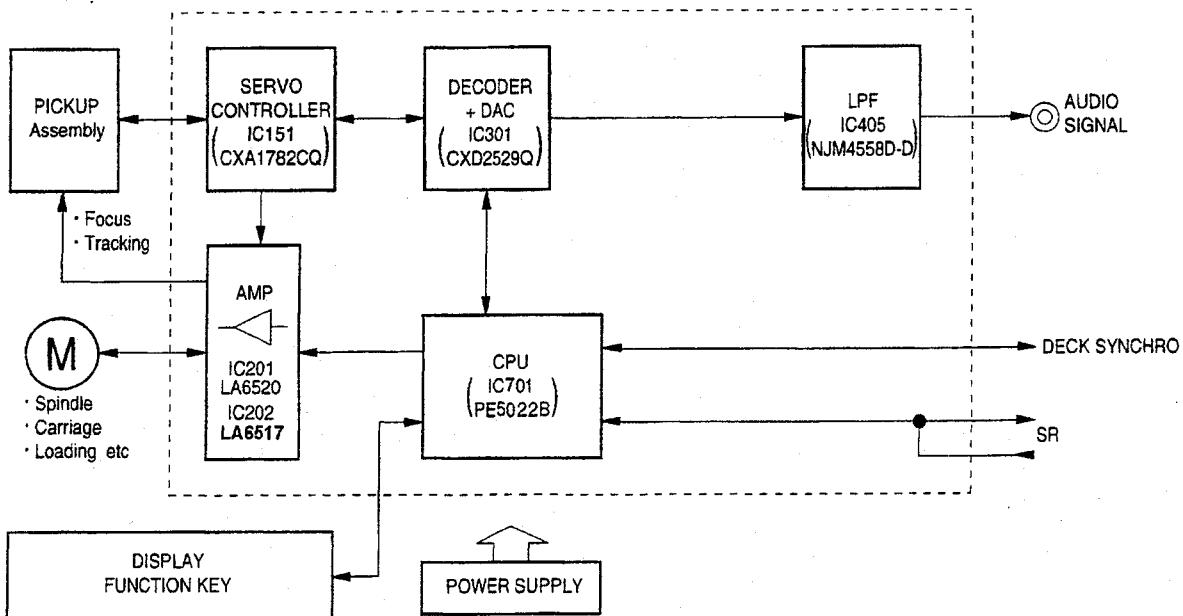 PICKUP
Assembly
SERVO
CONTROLLER
IC151
(CXA1782CQ)
DECODER
+ DAC
IC301
(CXD2529Q)
LPF
IC405
(NJM4558D-D)
AUDIO
SIGNAL
· Focus
· Tracking
AMP
IC201
LA6520
IC202
LA6517
M
· Spindle
· Carriage
· Loading etc
CPU
IC701
(PE5022B)
DECK SYNCHRO
SR
DISPLAY
FUNCTION KEY
POWER SUPPLY